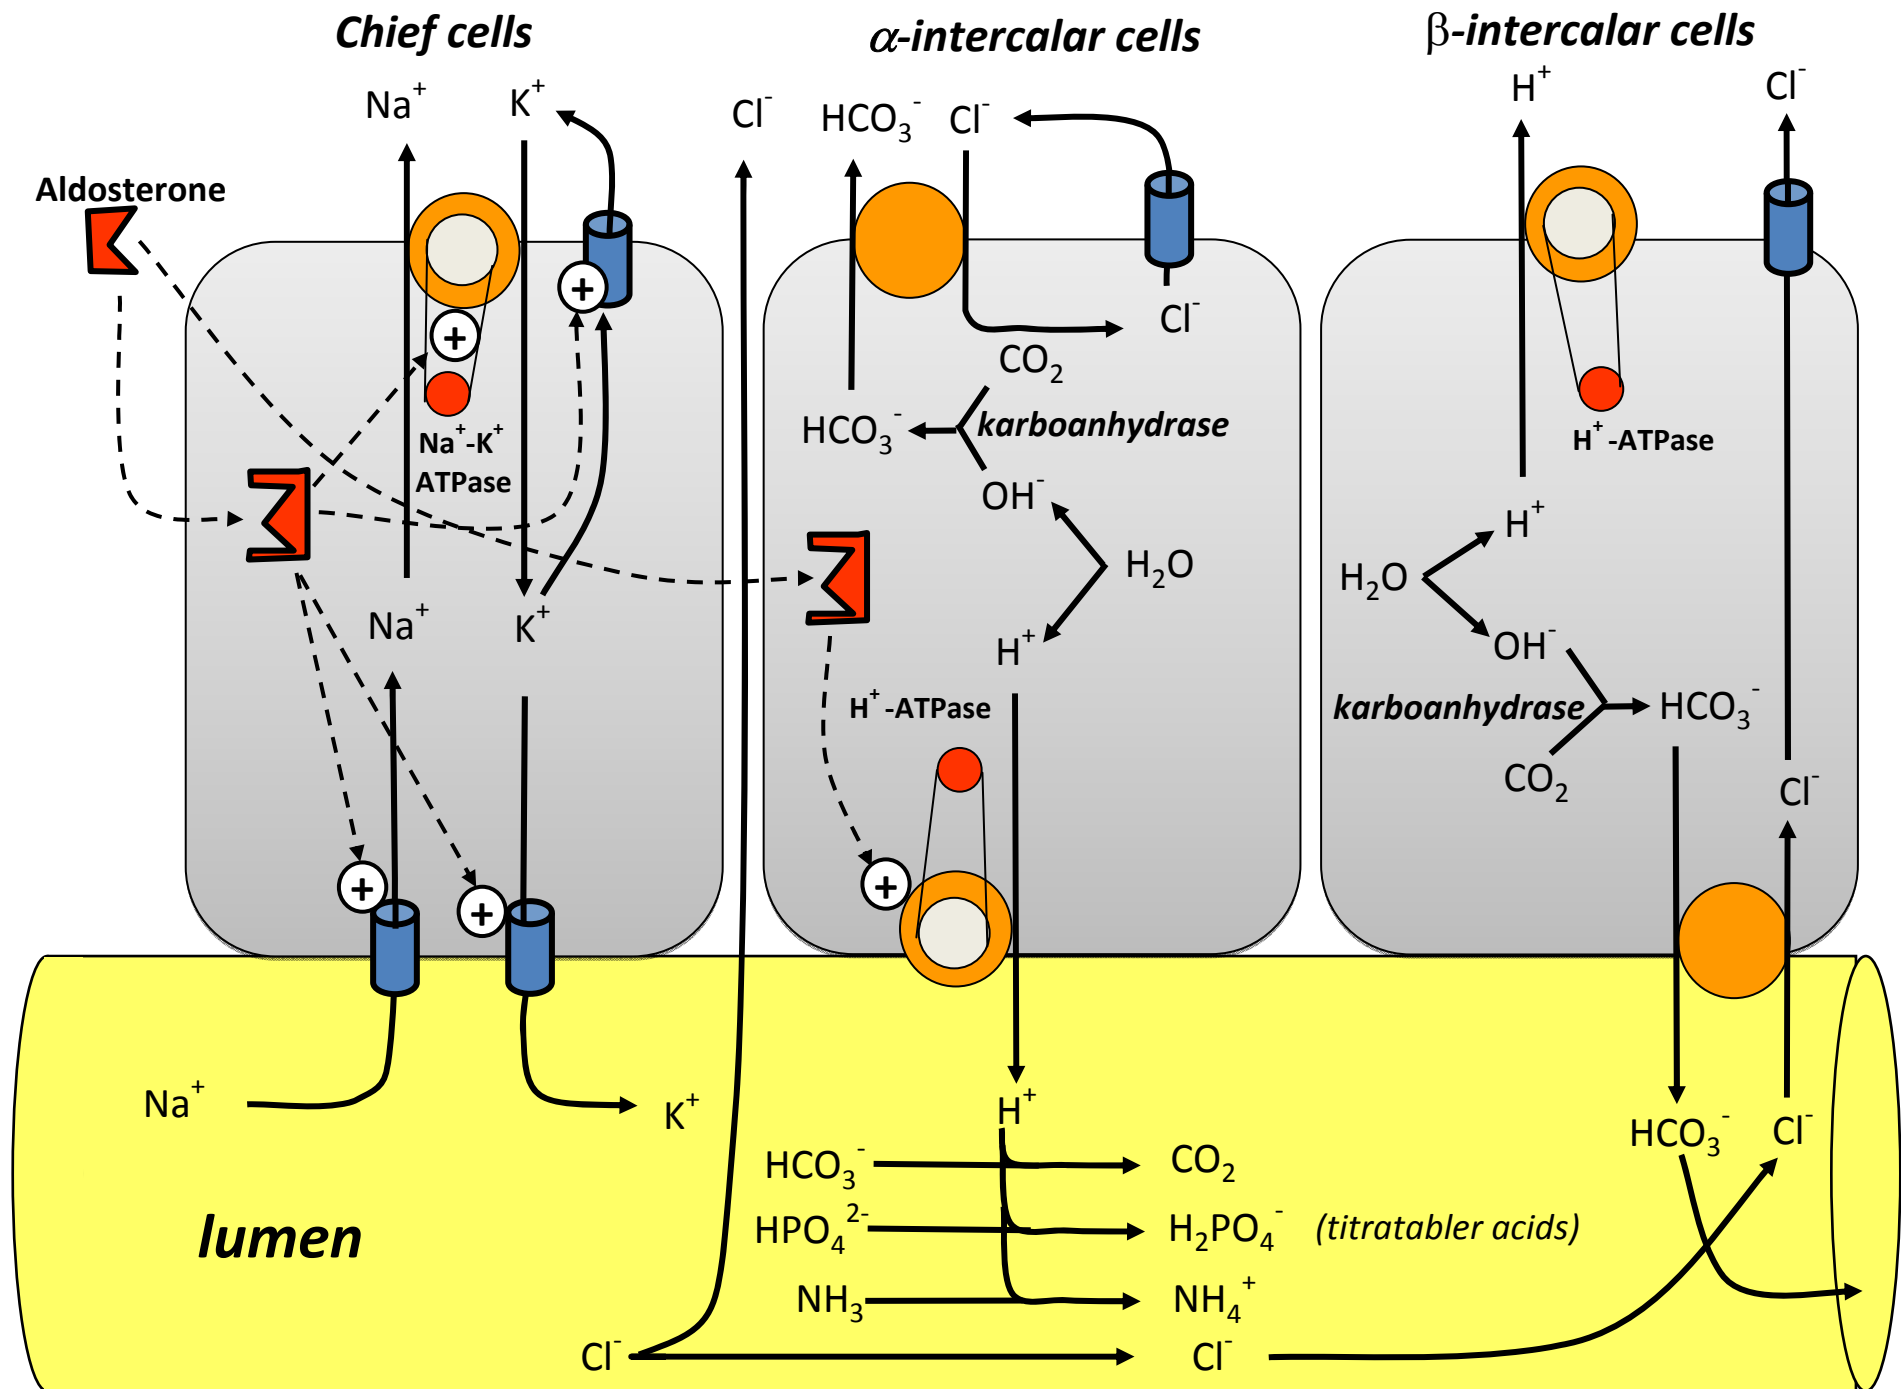 Chief cells
α-intercalar cells
β-intercalar cells
Na⁺
K⁺
Cl⁻
HCO₃⁻
Cl⁻
H⁺
Cl⁻
Aldosterone
+
+
Cl⁻
CO₂
Na⁺-K⁺
ATPase
HCO₃⁻
karboanhydrase
H⁺-ATPase
OH⁻
H⁺
H₂O
H₂O
Na⁺
K⁺
H⁺
OH⁻
H⁺-ATPase
karboanhydrase
HCO₃⁻
CO₂
Cl⁻
+
+
+
Na⁺
K⁺
H⁺
HCO₃⁻
Cl⁻
HCO₃⁻
CO₂
HPO₄²⁻
H₂PO₄⁻ (titratabler acids)
lumen
NH₃
NH₄⁺
Cl⁻
Cl⁻